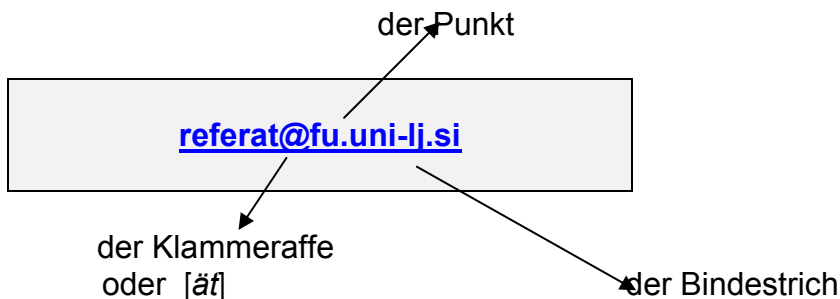 der Punkt
referat@fu.uni-lj.si
der Klammeraffe
oder [ät]
der Bindestrich